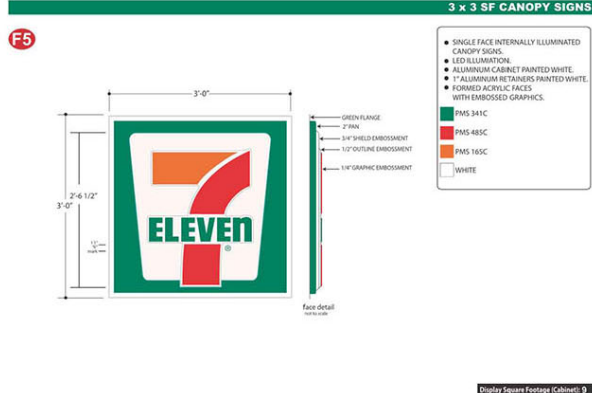 3 x 3 SF CANOPY SIGNS
F5
SINGLE FACE INTERNALLY ILLUMINATED
CANOPY SIGNS.
LED ILLUMIATION.
ALUMINUM CABINET PAINTED WHITE.
1" ALUMINUM RETAINERS PAINTED WHITE.
FORMED ACRYLIC FACES
WITH EMBOSSED GRAPHICS.
PMS 341C
PMS 485C
PMS 165C
WHITE
3'-0"
GREEN FLANGE
2" PAN
3/4" SHIELD EMBOSSMENT
1/2" OUTLINE EMBOSSMENT
1/4" GRAPHIC EMBOSSMENT
2'-6 1/2"
3'-0"
7
ELEVEn
®
face detail
not to scale
Display Square Footage (Cabinet): 9